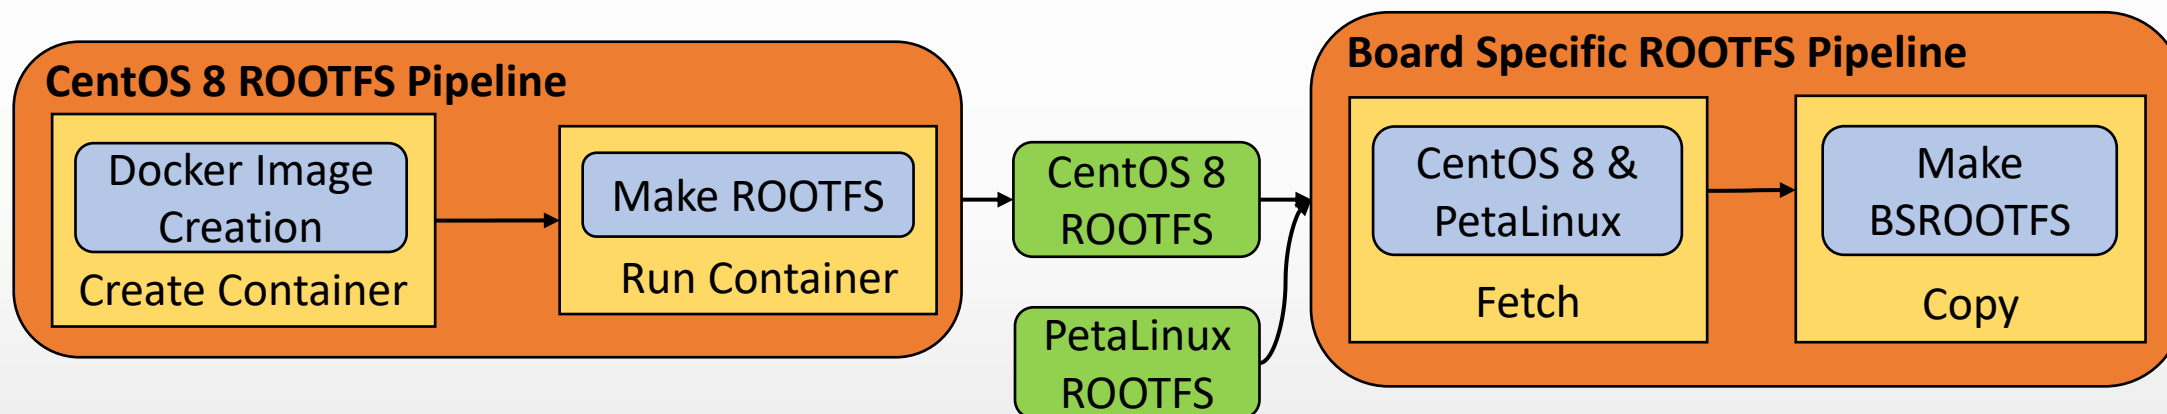 CentOS 8 ROOTFS Pipeline
Docker Image
Creation
Create Container
Make ROOTFS
Run Container
CentOS 8
ROOTFS
PetaLinux
ROOTFS
Board Specific ROOTFS Pipeline
CentOS 8 &
PetaLinux
Fetch
Make
BSROOTFS
Copy